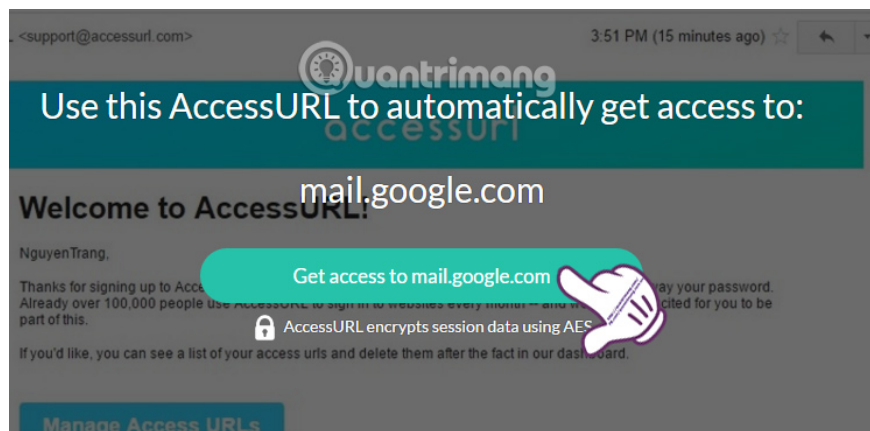 <support@accessurl.com>
3:51 PM (15 minutes ago)
Quantrimang
Use this AccessURL to automatically get access to:
accessurl
mail.google.com
Welcome to AccessURL!
NguyenTrang,
Get access to mail.google.com
Thanks for signing up to Acce way your password.
Already over 100,000 people use AccessURL to sign in to websites every month -- and cited for you to be
part of this.
AccessURL encrypts session data using AES
If you'd like, you can see a list of your access urls and delete them after the fact in our dashboard.
Manage Access URLs